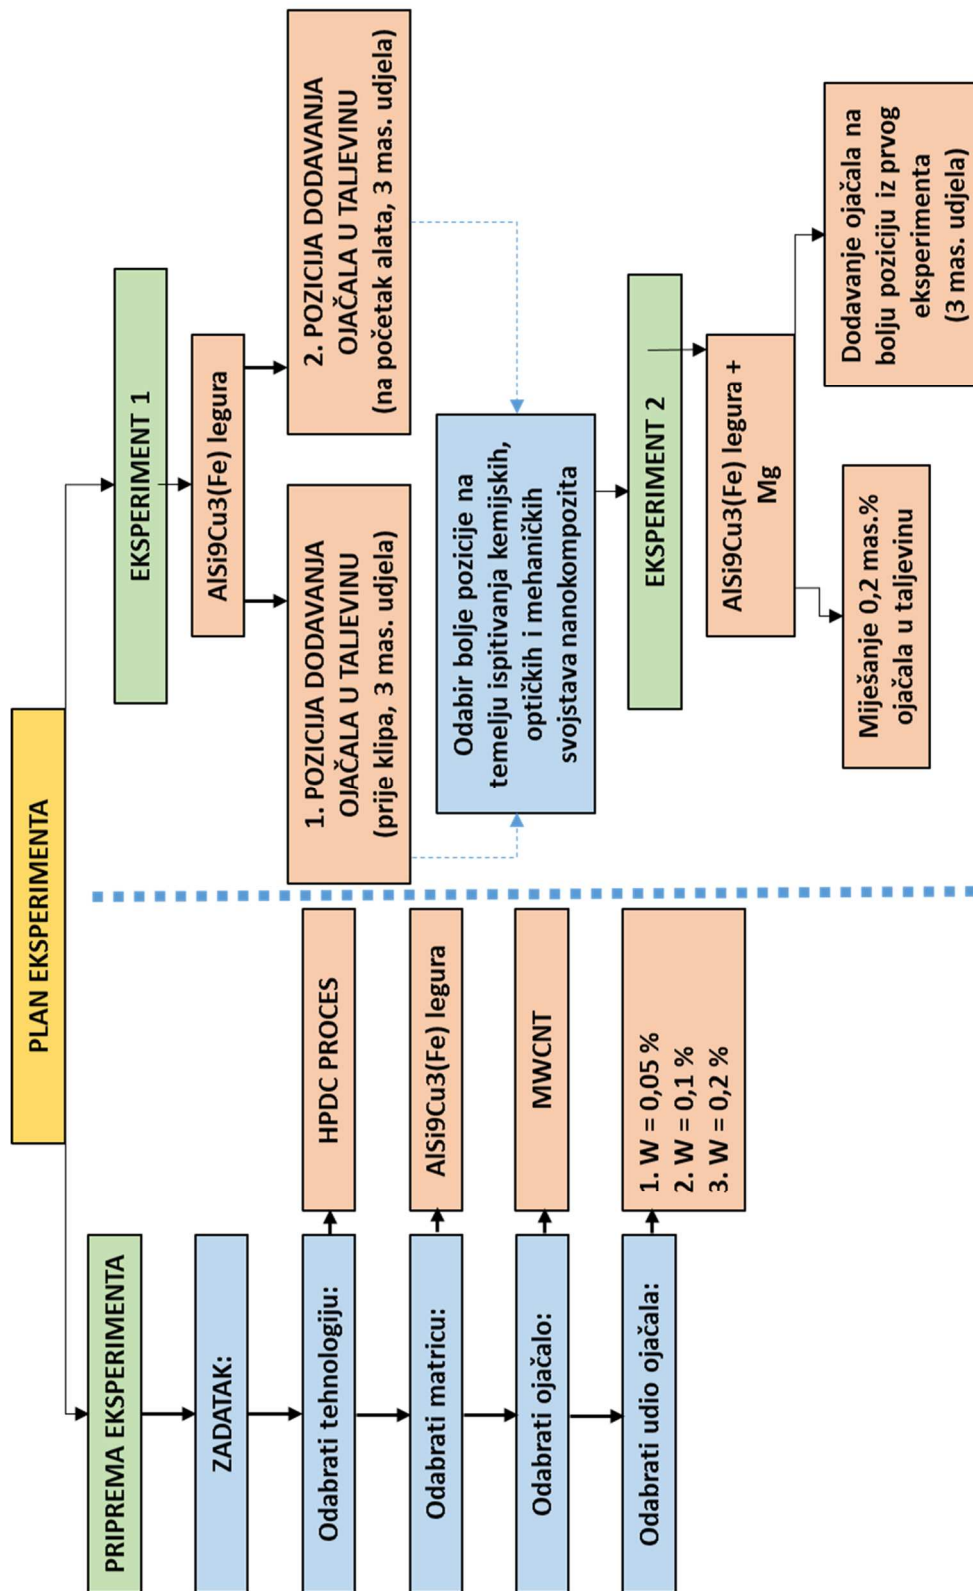 PLAN EKSPERIMENTA
PRIPREMA EKSPERIMENTA
ZADATAK:
Odabrati tehnologiju:
HPDC PROCES
Odabrati matricu:
AlSi9Cu3(Fe) legura
Odabrati ojačalo:
MWCNT
Odabrati udio ojačala:
1. W = 0,05 %
2. W = 0,1 %
3. W = 0,2 %
EKSPERIMENT 1
AlSi9Cu3(Fe) legura
1. POZICIJA DODAVANJA
OJAČALA U TALJEVINU
(prije klipa, 3 mas. udjela)
2. POZICIJA DODAVANJA
OJAČALA U TALJEVINU
(na početak alata, 3 mas. udjela)
Odabir bolje pozicije na
temelju ispitivanja kemijskih,
optičkih i mehaničkih
svojstava nanokompozita
EKSPERIMENT 2
AlSi9Cu3(Fe) legura +
Mg
Miješanje 0,2 mas.%
ojačala u taljevinu
Dodavanje ojačala na
bolju poziciju iz prvog
eksperimenta
(3 mas. udjela)